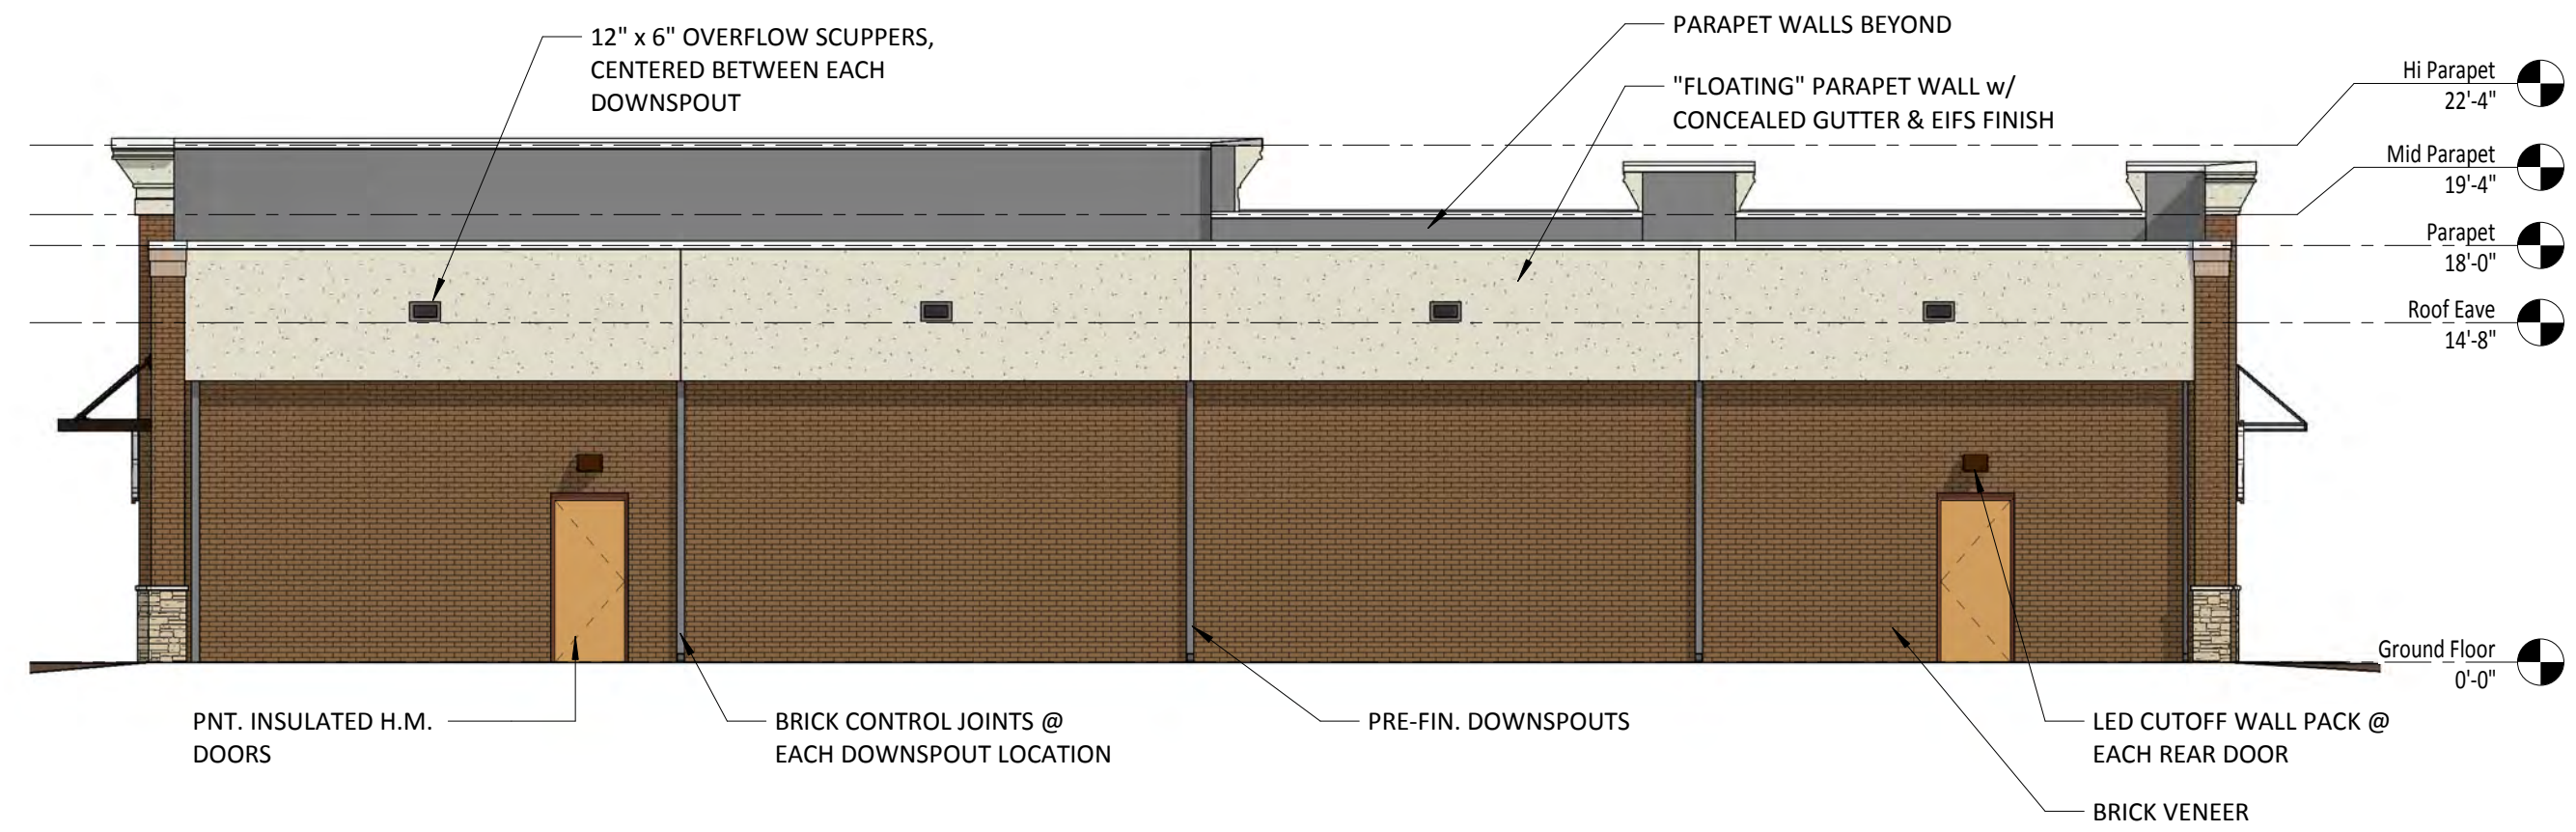 12" x 6" OVERFLOW SCUPPERS,
CENTERED BETWEEN EACH
DOWNSPOUT
PARAPET WALLS BEYOND
"FLOATING" PARAPET WALL w/
CONCEALED GUTTER & EIFS FINISH
Hi Parapet
22'-4"
Mid Parapet
19'-4"
Parapet
18'-0"
Roof Eave
14'-8"
Ground Floor
0'-0"
PNT. INSULATED H.M.
DOORS
BRICK CONTROL JOINTS @
EACH DOWNSPOUT LOCATION
PRE-FIN. DOWNSPOUTS
LED CUTOFF WALL PACK @
EACH REAR DOOR
BRICK VENEER